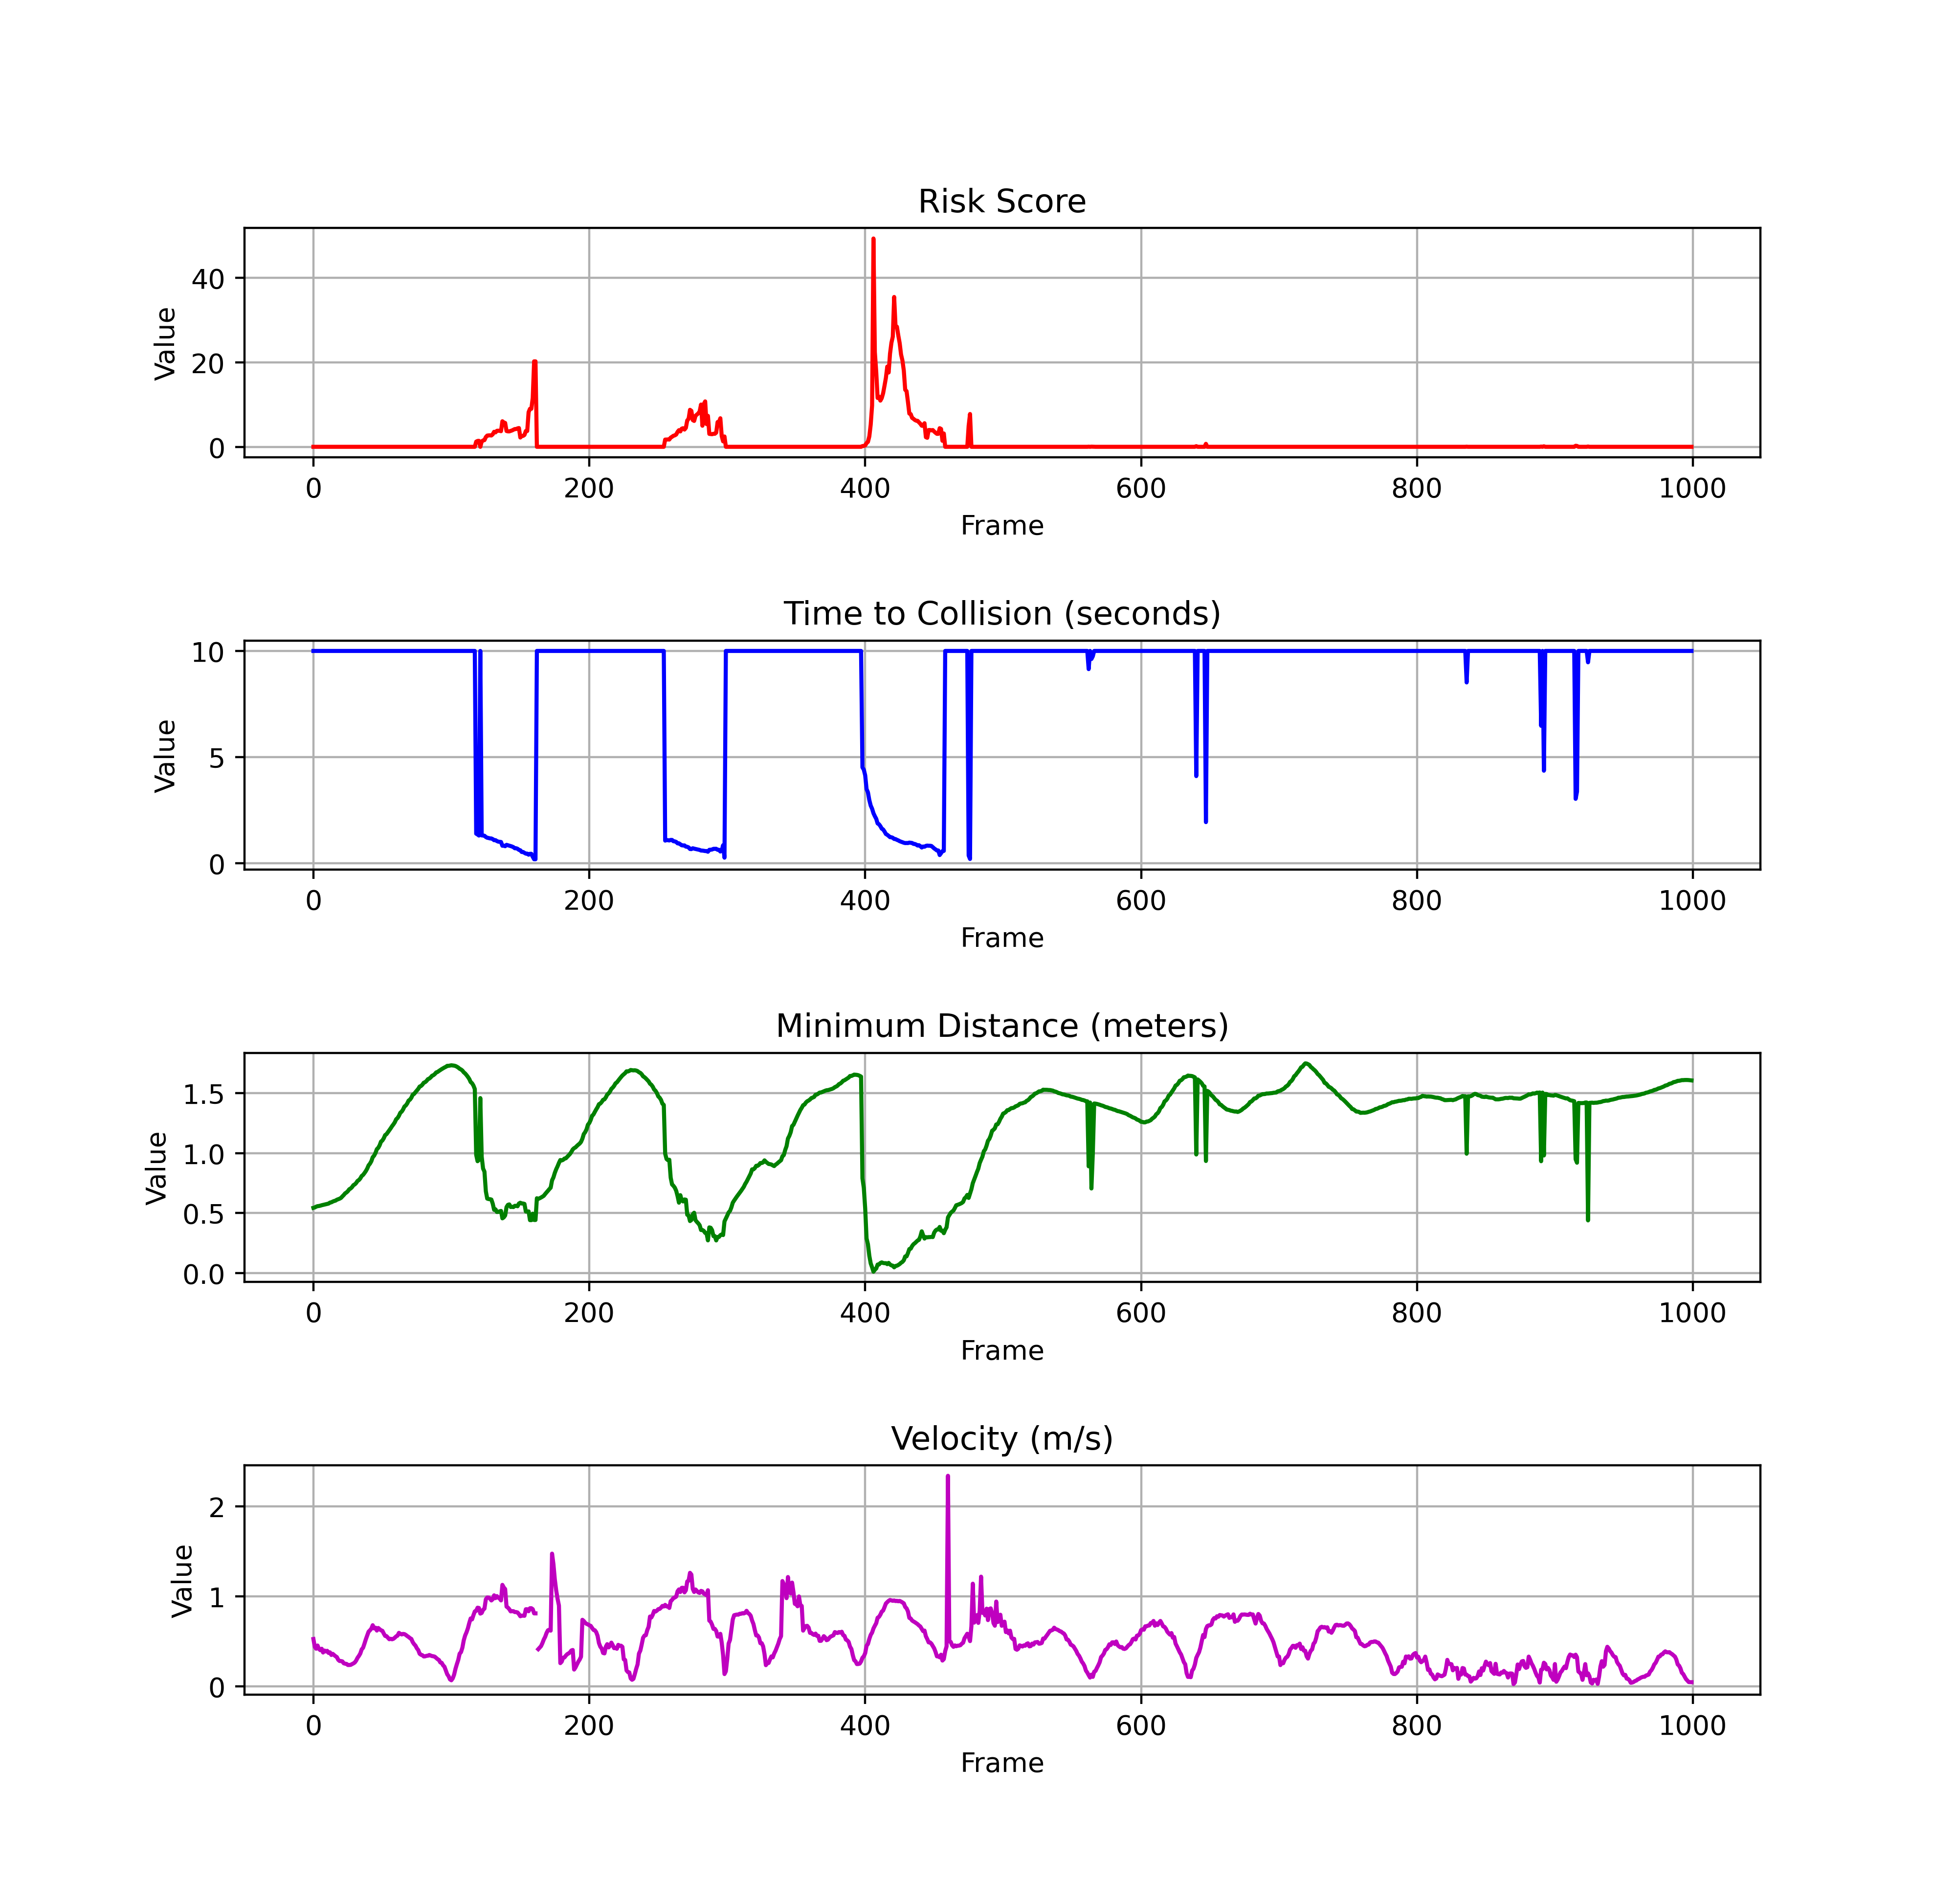 Risk Score
Value
40
20
0
0 200 400 600 800 1000
Frame
Time to Collision (seconds)
Value
10
5
0
0 200 400 600 800 1000
Frame
Minimum Distance (meters)
Value
1.5
1.0
0.5
0.0
0 200 400 600 800 1000
Frame
Velocity (m/s)
Value
2
1
0
0 200 400 600 800 1000
Frame